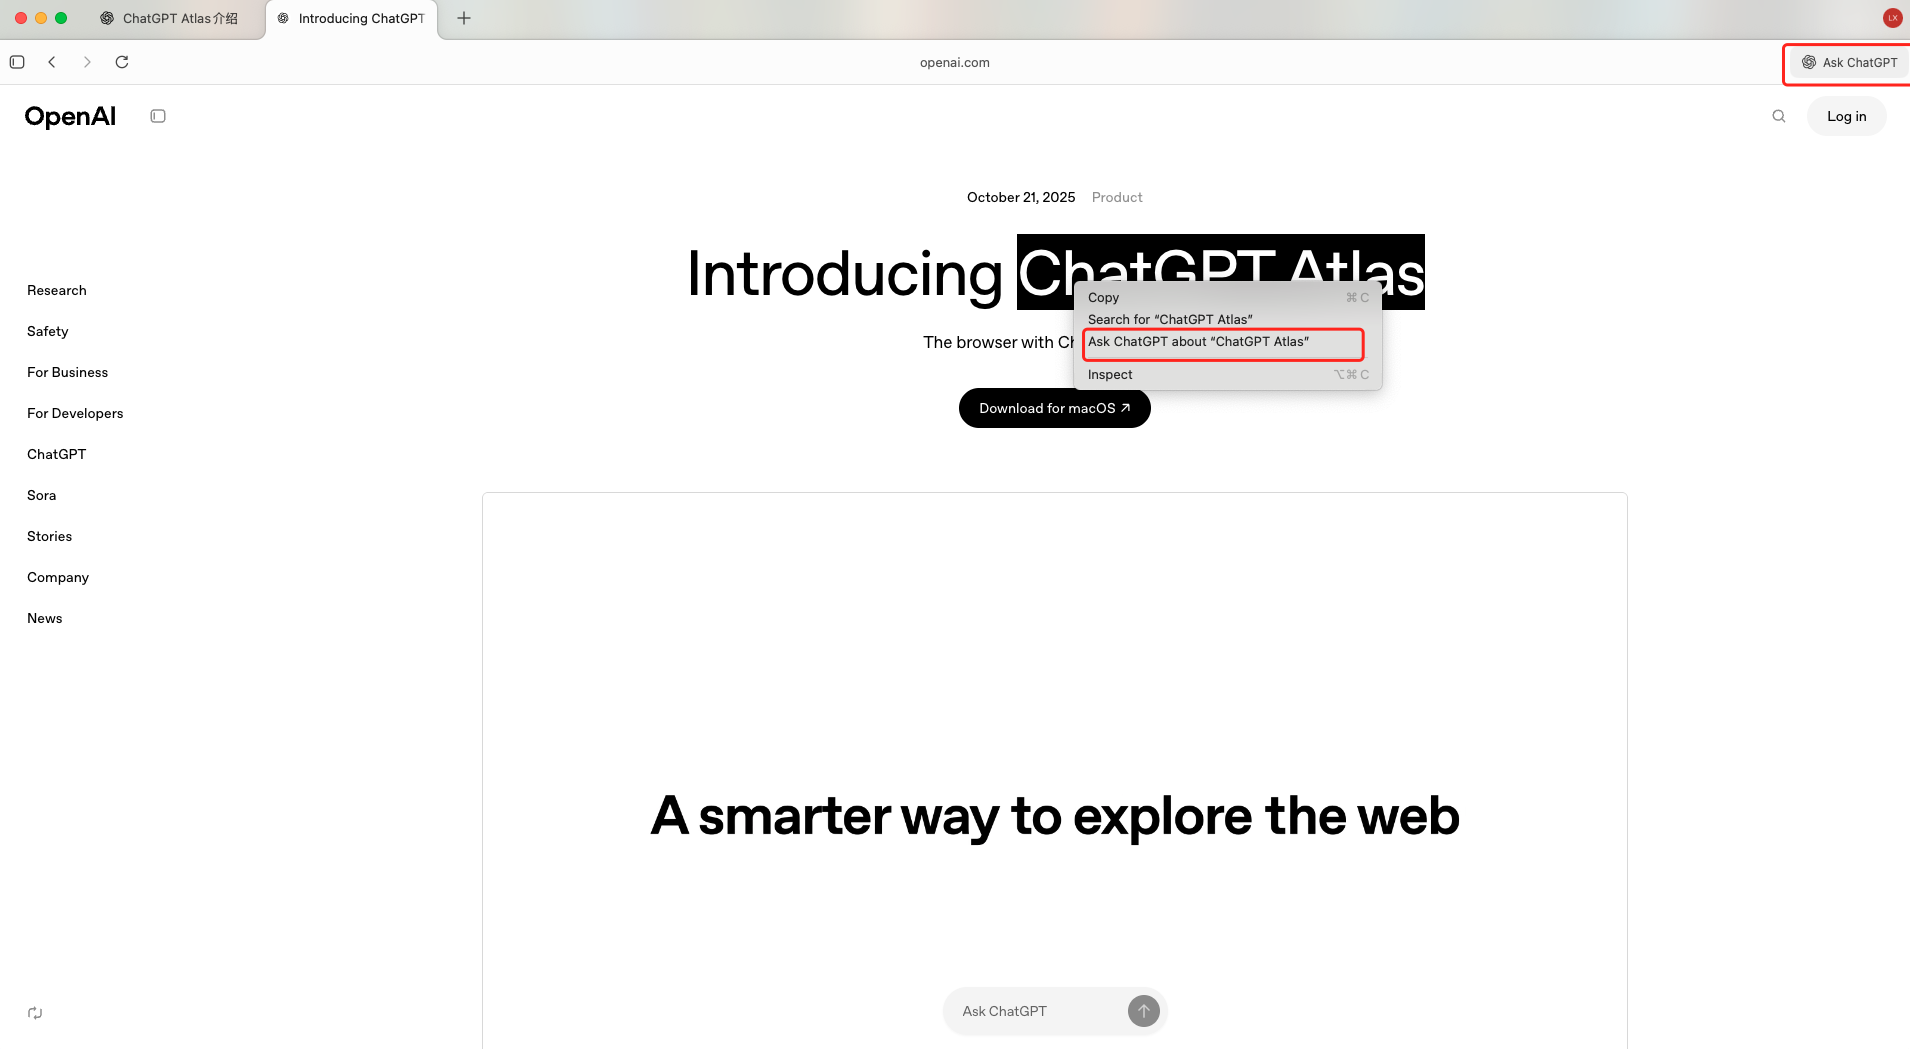 ChatGPT Atlas介绍
Introducing ChatGPT
LX
openai.com
Ask ChatGPT
OpenAI
Log in
October 21, 2025 Product
Introducing ChatGPT Atlas
Copy ⌘ C
Search for “ChatGPT Atlas”
The browser with Ch
Ask ChatGPT about “ChatGPT Atlas”
Inspect ⌥ ⌘ C
Download for macOS ↗
Research
Safety
For Business
For Developers
ChatGPT
Sora
Stories
Company
News
A smarter way to explore the web
Ask ChatGPT